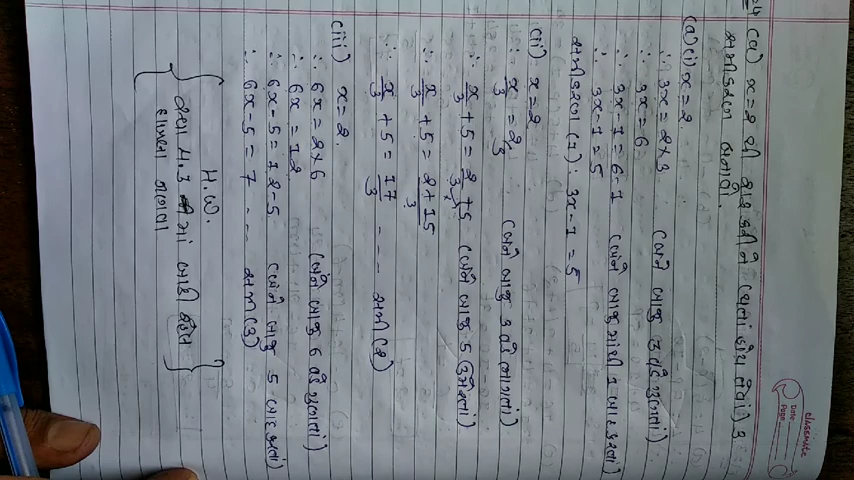 classmate
Date
Page
(a) x=2 થી શરૂ કરીને બનતાં હોય તેવાં 3
સમીકરણ બનાવો.
(a)(i) x=2.
∴ 3x = 2×3 (બંને બાજુ 3 વડે ગુણતાં)
∴ 3x = 6
∴ 3x-1 = 6-1 (બંને બાજુ માંથી 1 બાદ કરતાં)
∴ 3x-1 = 5
સમીકરણ (1): 3x-1 = 5
(ii) x=2
∴ x/3 = 2/3 (બંને બાજુ 3 વડે ભાગતાં)
∴ x/3 + 5 = 2/3 + 5 (બંને બાજુ 5 ઉમેરતાં)
∴ x/3 + 5 = 2+15/3
∴ x/3 + 5 = 17/3 --- સમી (2)
(iii) x=2.
∴ 6x = 2×6 (બંને બાજુ 6 વડે ગુણતાં)
∴ 6x = 12
∴ 6x-5 = 12-5 (બંને બાજુ 5 બાદ કરતાં)
∴ 6x-5 = 7 --- સમી (3)
H.W.
દાખલા ગણવા